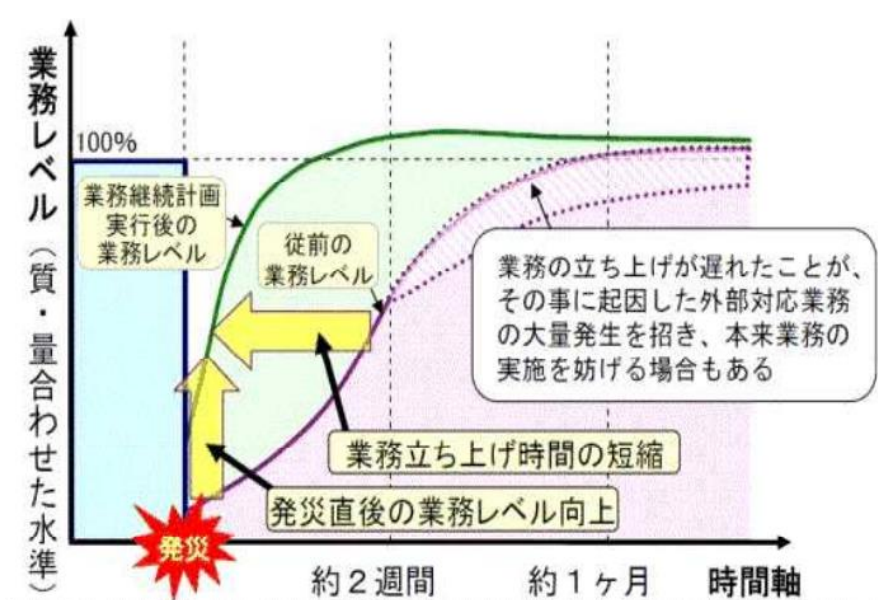 業務レベル（質・量合わせた水準）
100%
業務継続計画
実行後の
業務レベル
従前の
業務レベル
業務の立ち上げが遅れたことが、
その事に起因した外部対応業務
の大量発生を招き、本来業務の
実施を妨げる場合もある
業務立ち上げ時間の短縮
発災直後の業務レベル向上
発災
約２週間
約１ヶ月
時間軸